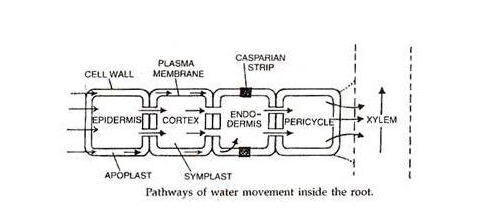 CASPARIAN
STRIP
PLASMA
MEMBRANE
CELL WALL
EPIDERMIS
CORTEX
ENDO-
DERMIS
PERICYCLE
XYLEM
APOPLAST
SYMPLAST
Pathways of water movement inside the root.